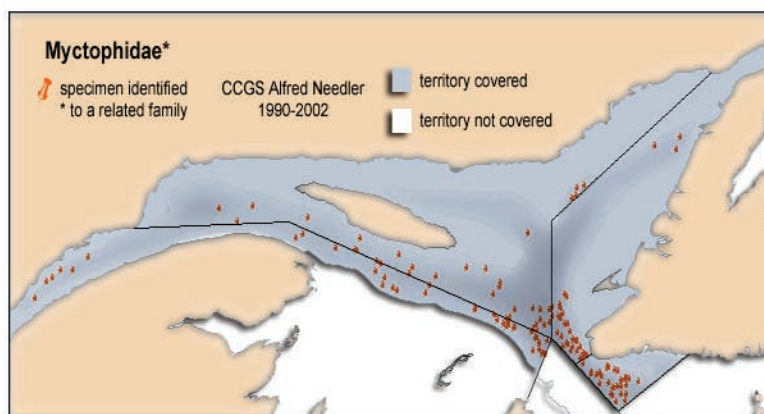 Myctophidae*
specimen identified
* to a related family
CCGS Alfred Needler
1990-2002
territory covered
territory not covered